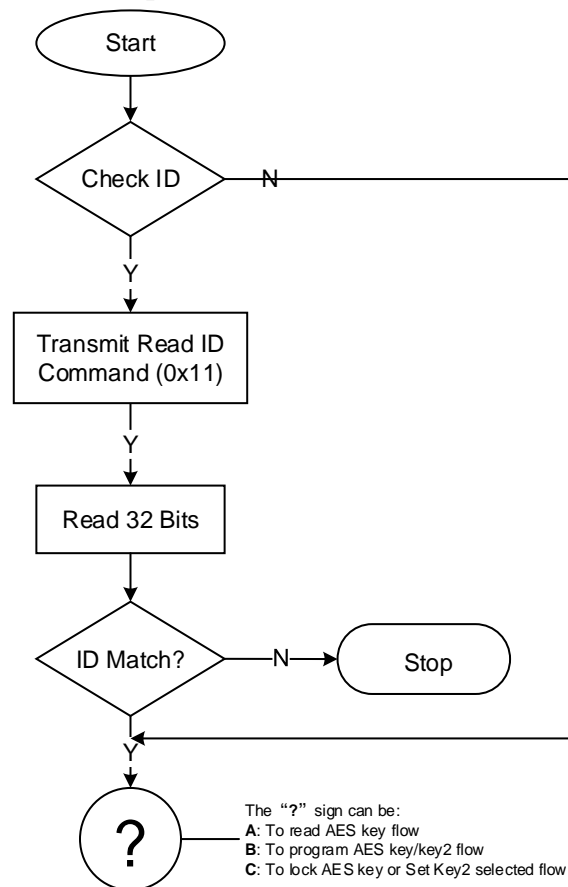 Start
Check ID
N
Y
Transmit Read ID
Command (0x11)
Y
Read 32 Bits
ID Match?
N
Stop
Y
?
The “?” sign can be:
A: To read AES key flow
B: To program AES key/key2 flow
C: To lock AES key or Set Key2 selected flow